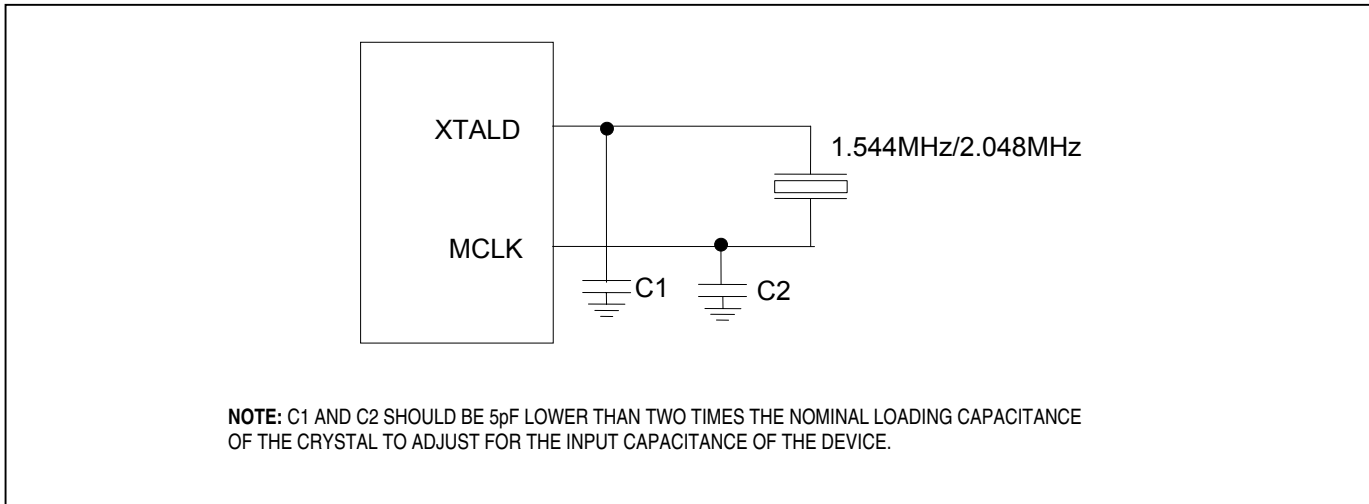 XTALD
1.544MHz/2.048MHz
MCLK
C1
C2
NOTE: C1 AND C2 SHOULD BE 5pF LOWER THAN TWO TIMES THE NOMINAL LOADING CAPACITANCE
OF THE CRYSTAL TO ADJUST FOR THE INPUT CAPACITANCE OF THE DEVICE.